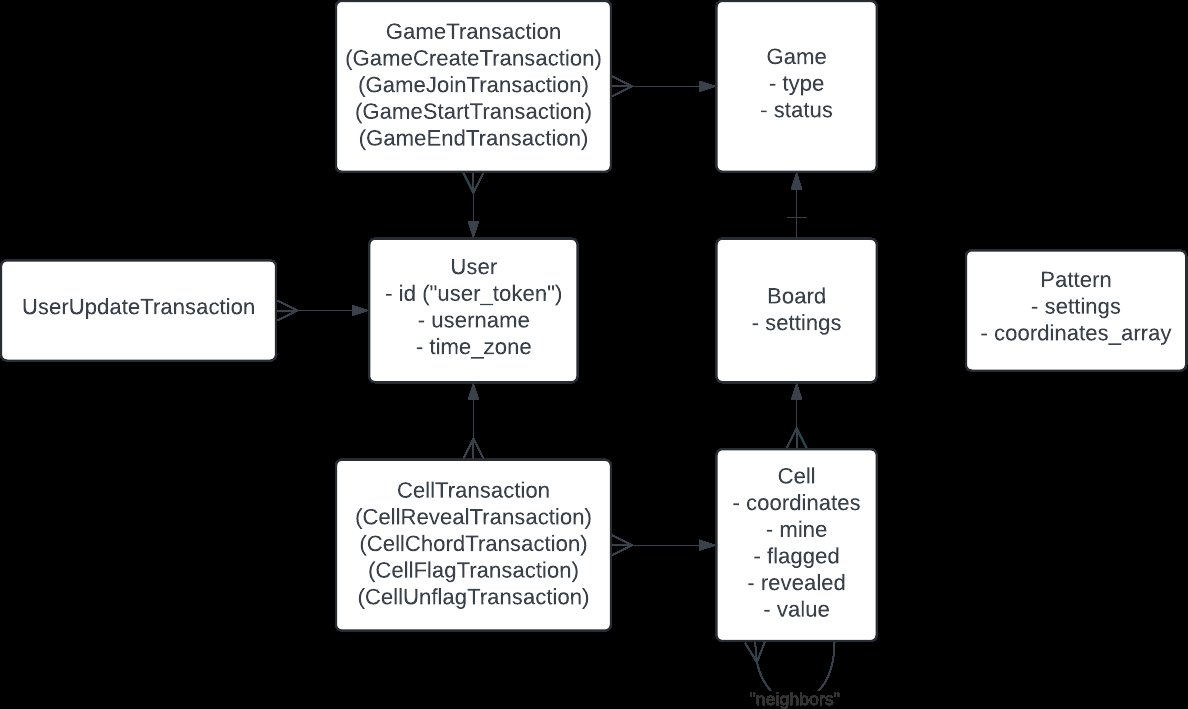 GameTransaction
(GameCreateTransaction)
(GameJoinTransaction)
(GameStartTransaction)
(GameEndTransaction)
Game
- type
- status
UserUpdateTransaction
User
- id ("user_token")
- username
- time_zone
Board
- settings
Pattern
- settings
- coordinates_array
CellTransaction
(CellRevealTransaction)
(CellChordTransaction)
(CellFlagTransaction)
(CellUnflagTransaction)
Cell
- coordinates
- mine
- flagged
- revealed
- value
"neighbors"